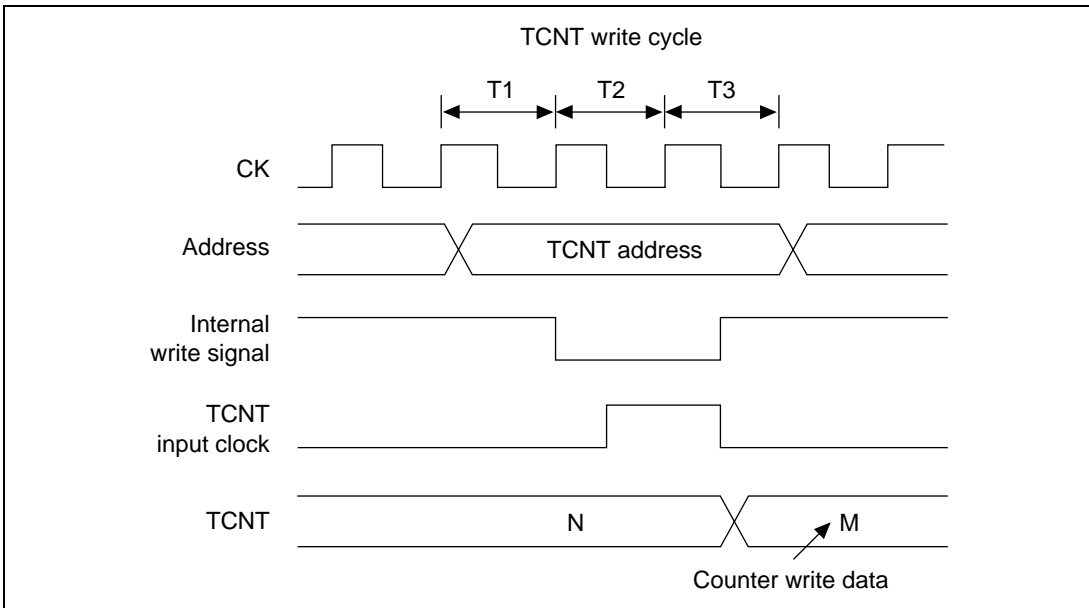 TCNT write cycle
T1 T2 T3
CK
Address
TCNT address
Internal
write signal
TCNT
input clock
TCNT
N
M
Counter write data